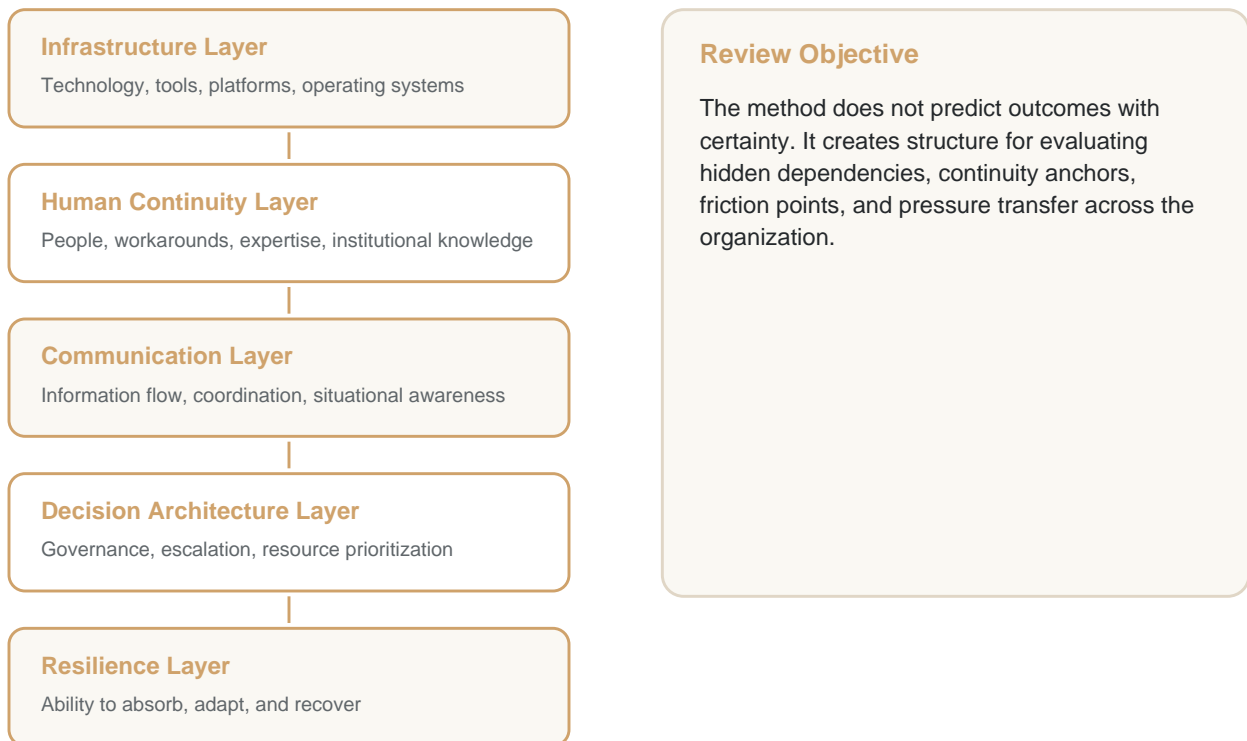 Infrastructure Layer
Technology, tools, platforms, operating systems
Human Continuity Layer
People, workarounds, expertise, institutional knowledge
Communication Layer
Information flow, coordination, situational awareness
Decision Architecture Layer
Governance, escalation, resource prioritization
Resilience Layer
Ability to absorb, adapt, and recover
Review Objective
The method does not predict outcomes with
certainty. It creates structure for evaluating
hidden dependencies, continuity anchors,
friction points, and pressure transfer across the
organization.